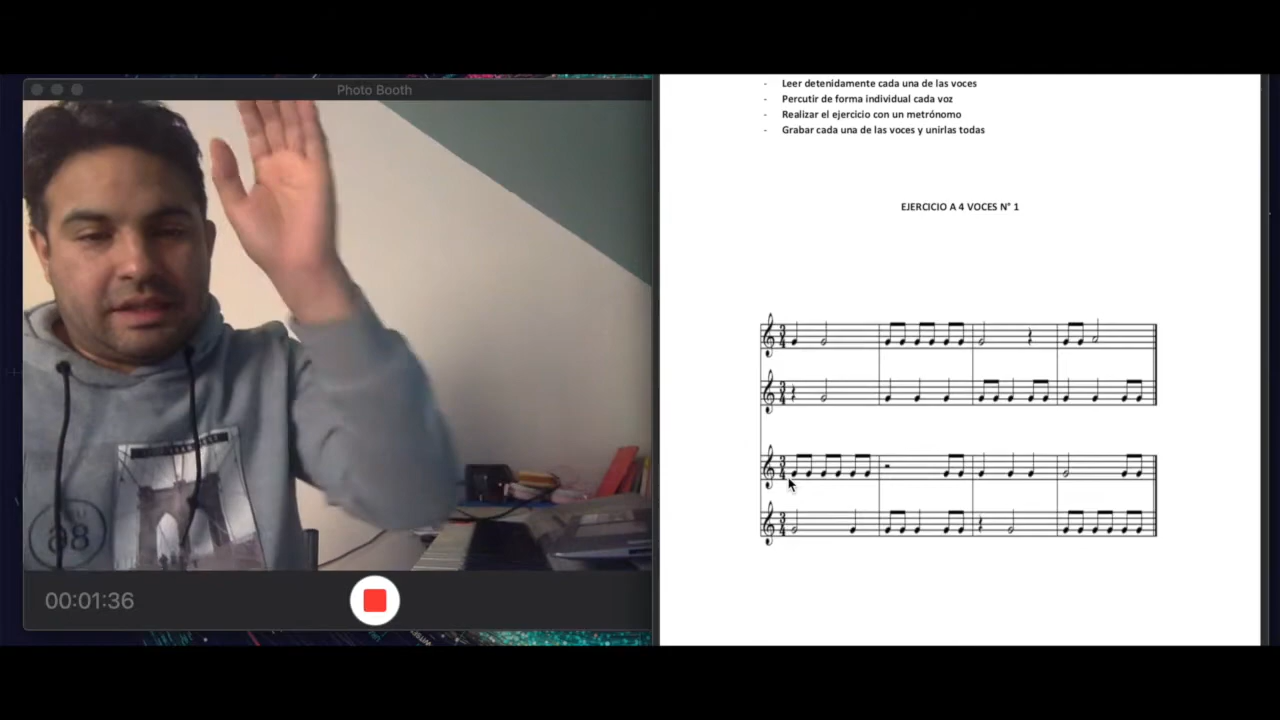 Photo Booth
- Leer detenidamente cada una de las voces
- Percutir de forma individual cada voz
- Realizar el ejercicio con un metrónomo
- Grabar cada una de las voces y unirlas todas
EJERCICIO A 4 VOCES N° 1
00:01:36